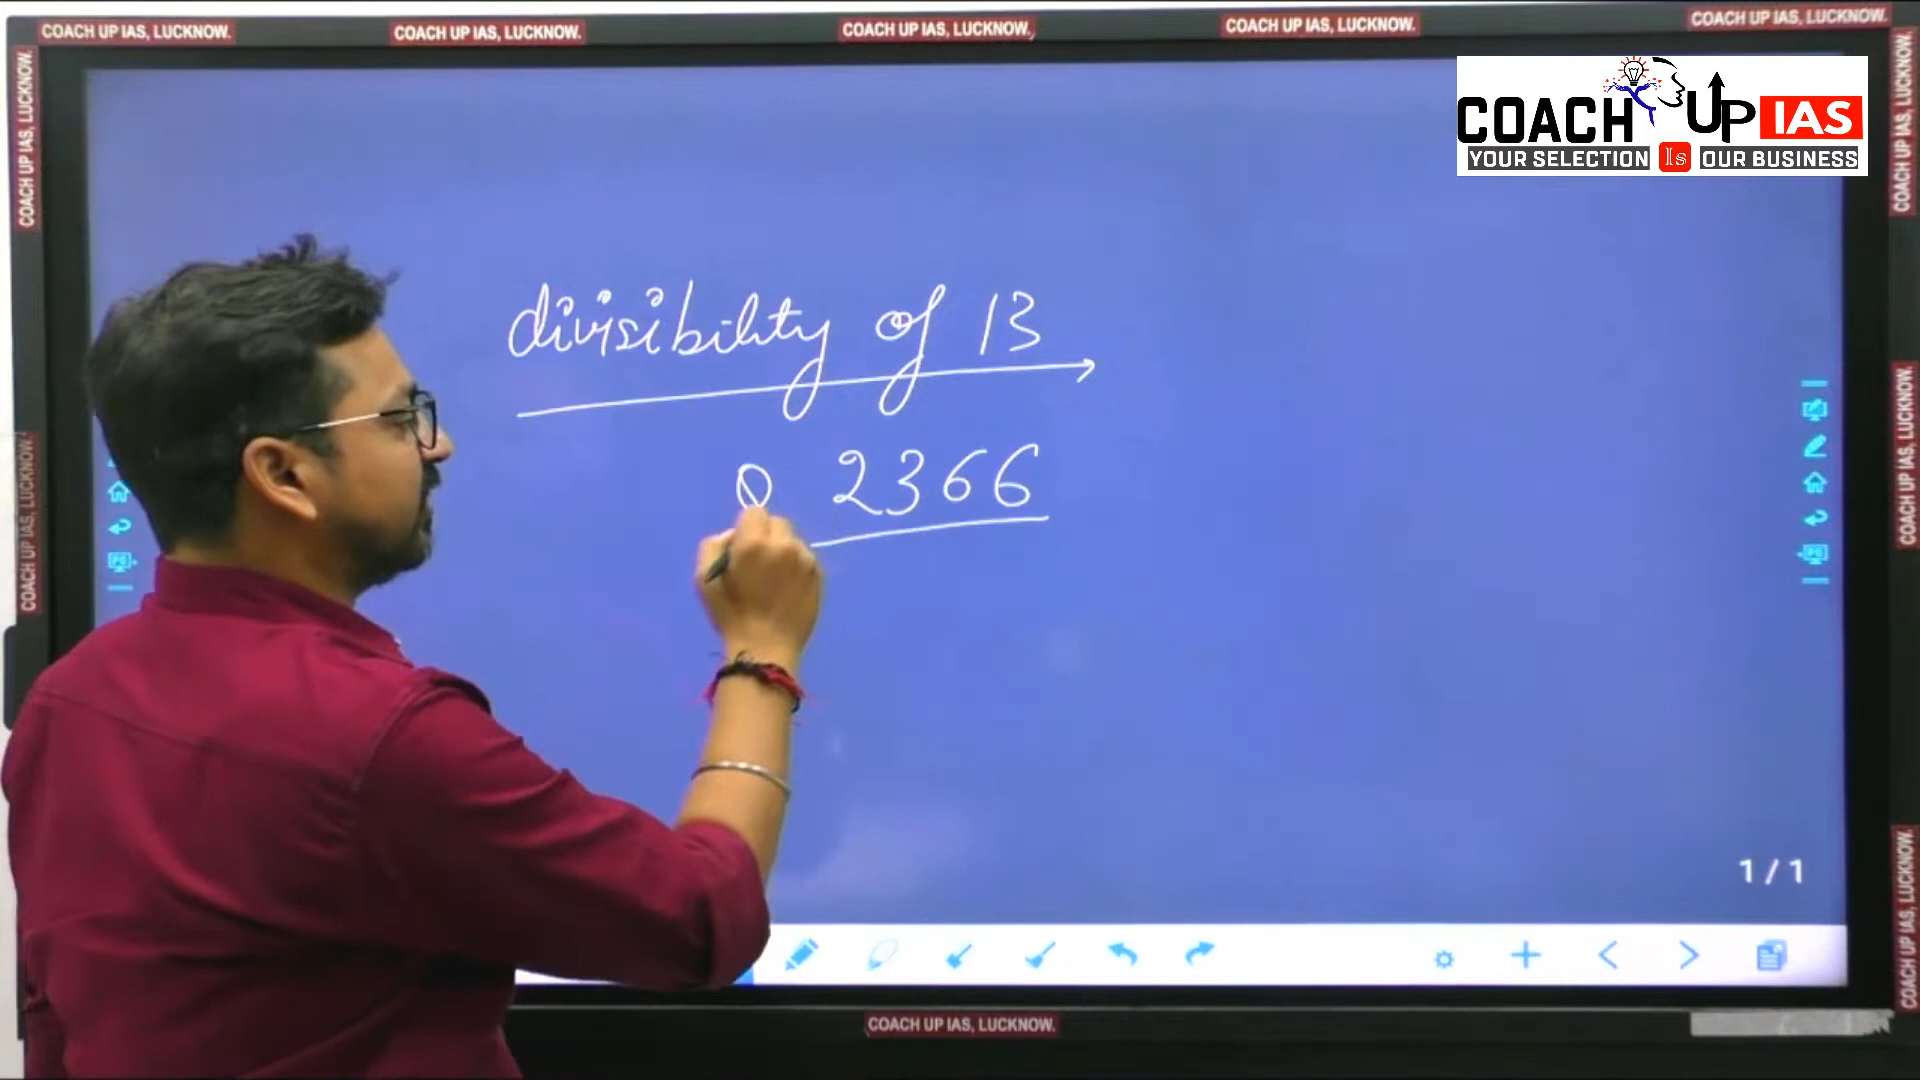 COACH UP IAS, LUCKNOW.
COACH UP IAS, LUCKNOW.
COACH UP IAS, LUCKNOW.
COACH UP IAS, LUCKNOW.
COACH UP IAS, LUCKNOW.
COACH UP IAS, LUCKNOW.
COACH UP IAS, LUCKNOW.
COACH UP IAS
YOUR SELECTION Is OUR BUSINESS
divisibility of 13
2366
COACH UP IAS, LUCKNOW.
COACH UP IAS, LUCKNOW.
1/1
COACH UP IAS, LUCKNOW.
COACH UP IAS, LUCKNOW.